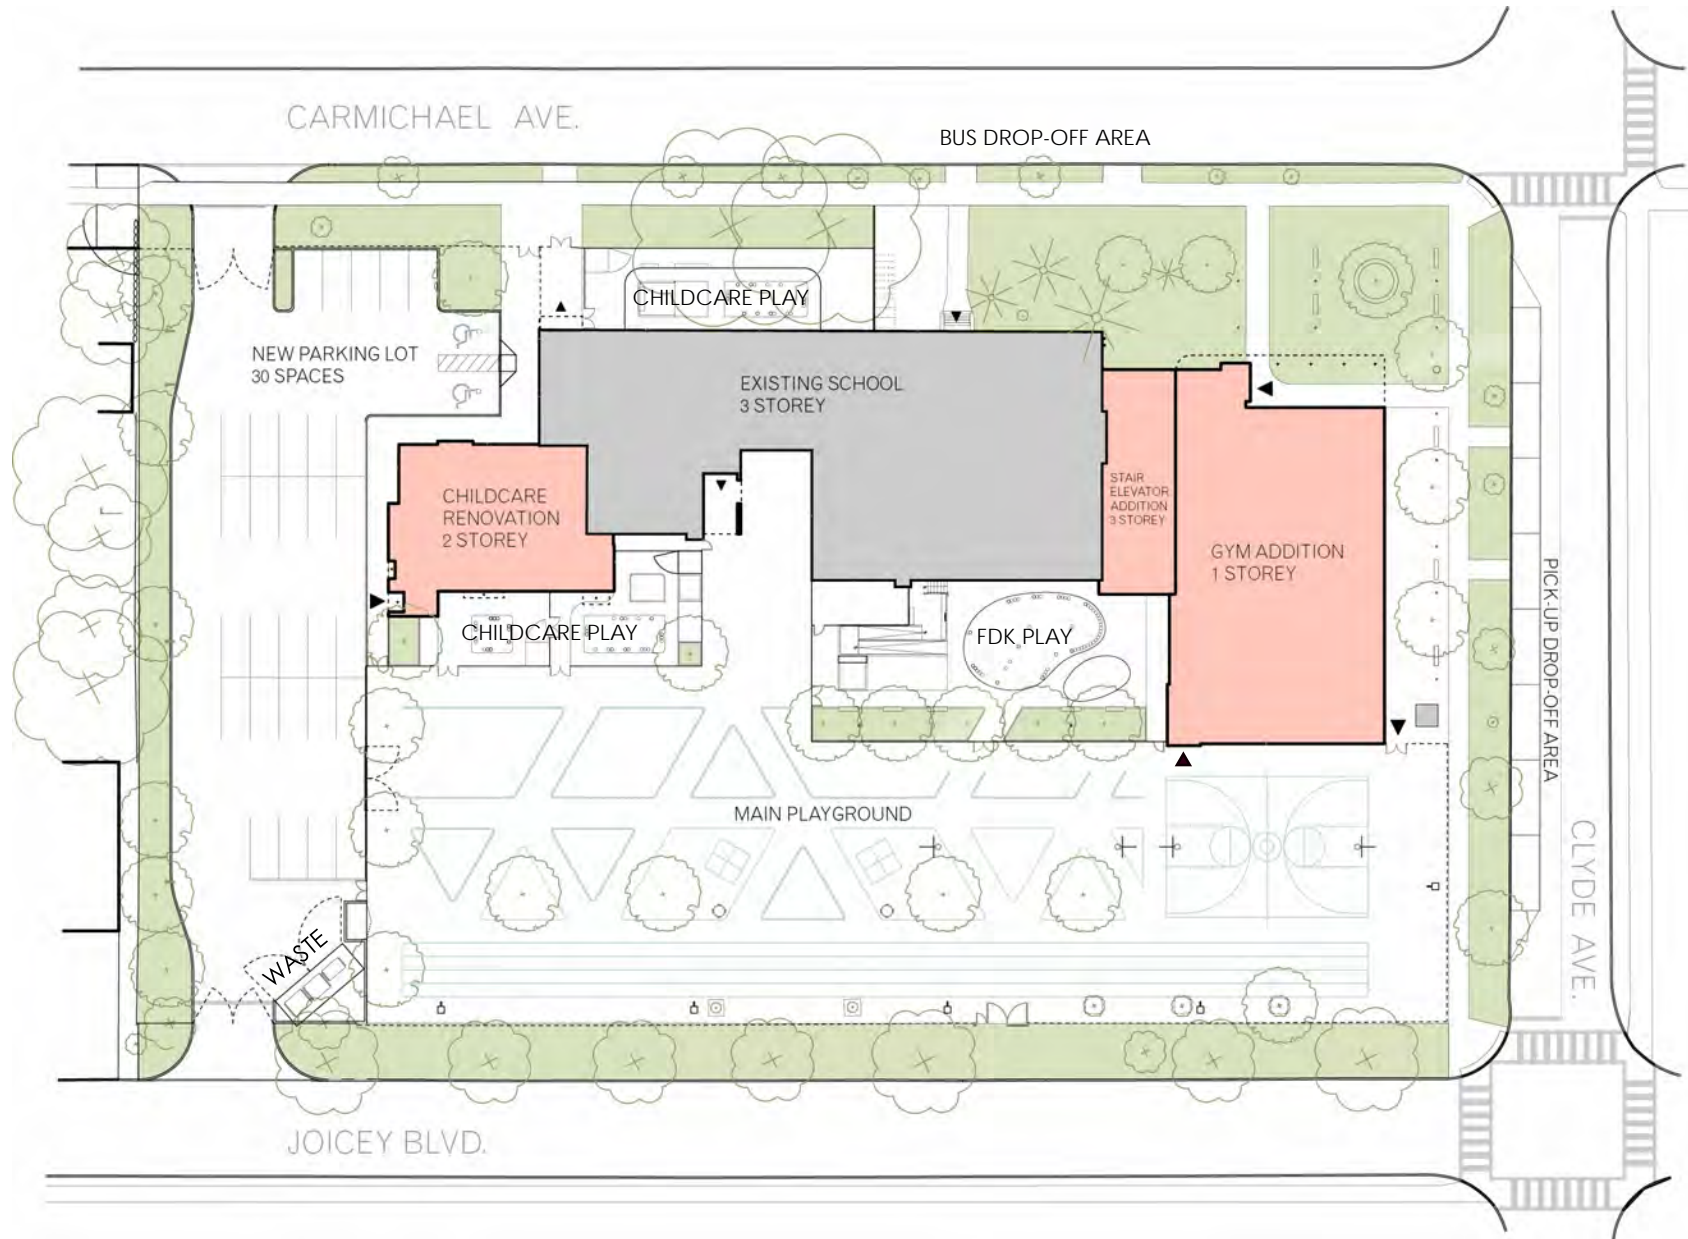 CARMICHAEL AVE.
BUS DROP-OFF AREA
CHILDCARE PLAY
NEW PARKING LOT
30 SPACES
EXISTING SCHOOL
3 STOREY
CHILDCARE
RENOVATION
2 STOREY
STAIR
ELEVATOR
ADDITION
3 STOREY
GYM ADDITION
1 STOREY
PICK-UP DROP-OFF AREA
CHILDCARE PLAY
FDK PLAY
MAIN PLAYGROUND
CLYDE AVE.
WASTE
JOICEY BLVD.